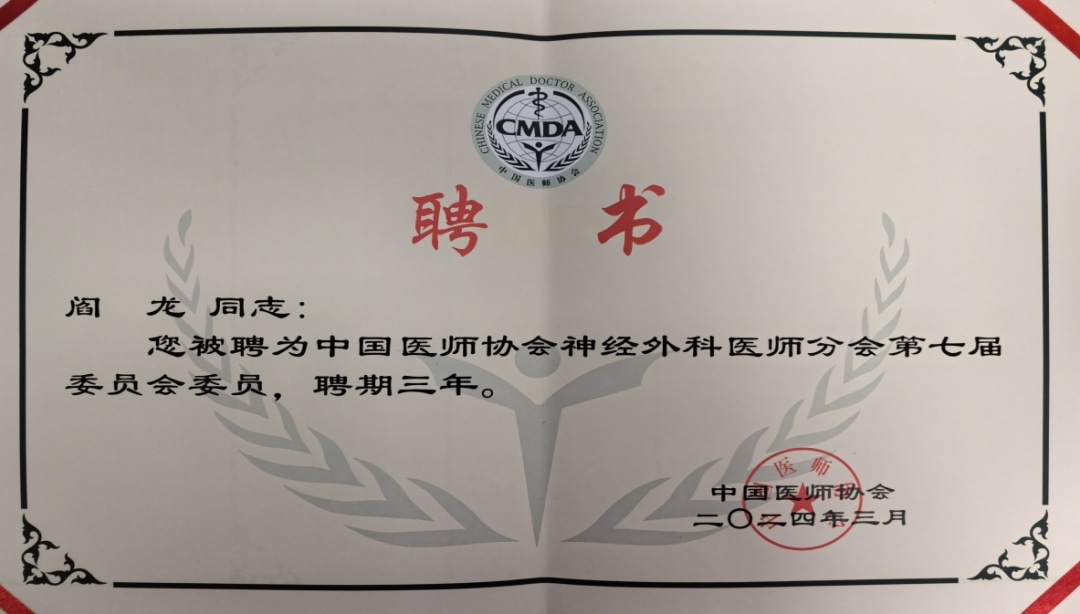 CHINESE MEDICAL DOCTOR ASSOCIATION
CMDA
中国医师协会
聘 书
阎 龙 同志：
您被聘为中国医师协会神经外科医师分会第七届
委员会委员，聘期三年。
中国医师协会
二〇二四年三月